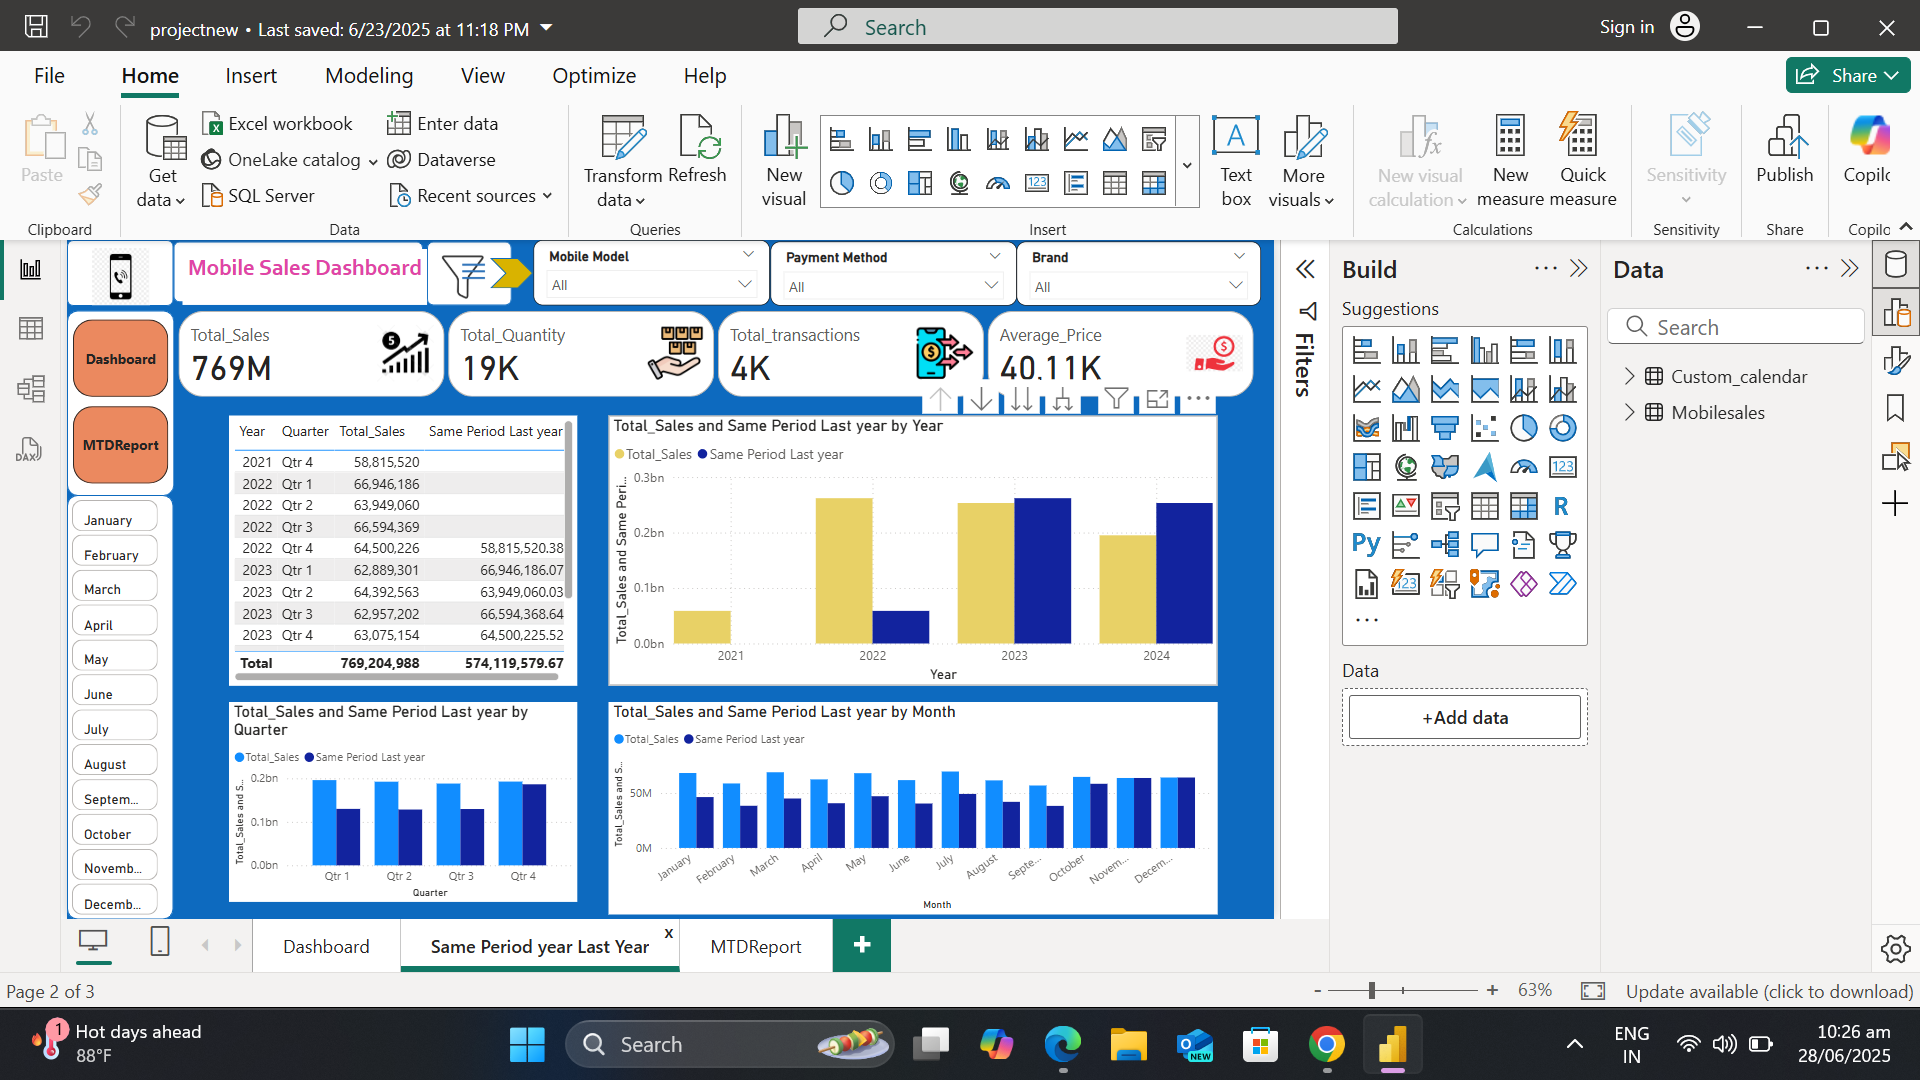 projectnew • Last saved: 6/23/2025 at 11:18 PM
Search
Sign in
File
Home
Insert
Modeling
View
Optimize
Help
Share
Paste
Clipboard
Get data
Excel workbook
OneLake catalog
SQL Server
Enter data
Dataverse
Recent sources
Data
Transform data
Refresh
Queries
New visual
Text box
More visuals
Insert
New visual calculation
New measure
Quick measure
Calculations
Sensitivity
Sensitivity
Publish
Share
Copilc
Copilc
Mobile Sales Dashboard
Mobile Model
All
Payment Method
All
Brand
All
Dashboard
MTDReport
Total_Sales
769M
Total_Quantity
19K
Total_transactions
4K
Average_Price
40.11K
January
February
March
April
May
June
July
August
Septem...
October
Novemb...
Decemb...
Year Quarter Total_Sales Same Period Last year
2021 Qtr 4 58,815,520
2022 Qtr 1 66,946,186
2022 Qtr 2 63,949,060
2022 Qtr 3 66,594,369
2022 Qtr 4 64,500,226 58,815,520.38
2023 Qtr 1 62,889,301 66,946,186.07
2023 Qtr 2 64,392,563 63,949,060.03
2023 Qtr 3 62,957,202 66,594,368.64
2023 Qtr 4 63,075,154 64,500,225.52
Total 769,204,988 574,119,579.67
Total_Sales and Same Period Last year by Year
Total_Sales Same Period Last year
Total_Sales and Same Peri...
0.3bn
0.2bn
0.1bn
0.0bn
2021 2022 2023 2024
Year
Total_Sales and Same Period Last year by
Quarter
Total_Sales Same Period Last year
Total_Sales and S...
0.2bn
0.1bn
0.0bn
Qtr 1 Qtr 2 Qtr 3 Qtr 4
Quarter
Total_Sales and Same Period Last year by Month
Total_Sales Same Period Last year
Total_Sales and S...
50M
0M
January February March April May June July August Septe... October Novem... Decem...
Month
Filters
Build
Suggestions
R
Py
123
Data
+Add data
Data
Search
Custom_calendar
Mobilesales
DAX
Dashboard
Same Period year Last Year
x
MTDReport
Page 2 of 3
63%
Update available (click to download)
1
Hot days ahead
88°F
Search
NEW
ENG
IN
10:26 am
28/06/2025